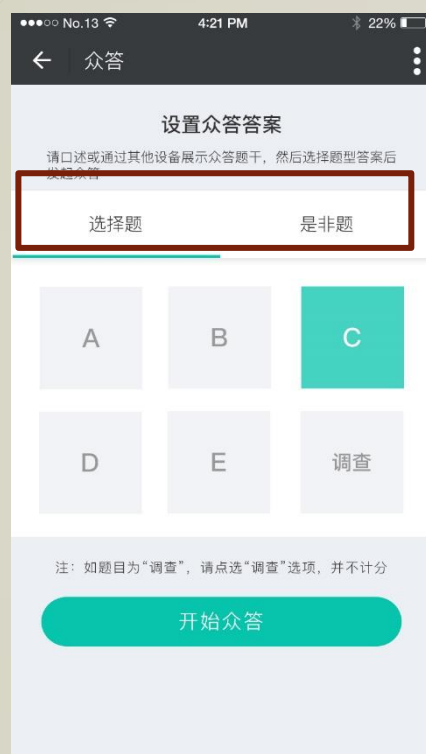 No.13
4:21 PM
22%
众答
设置众答答案
请口述或通过其他设备展示众答题干，然后选择题型答案后
发起众答
选择题
是非题
A
B
C
D
E
调查
注：如题目为“调查”，请点选“调查”选项，并不计分
开始众答